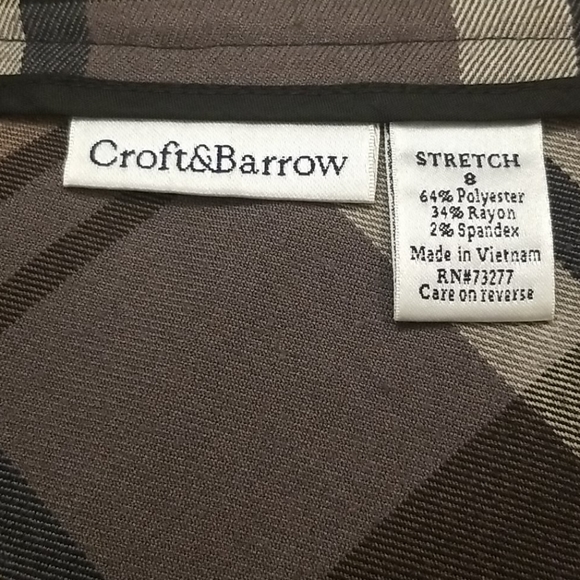 Croft&Barrow
STRETCH
8
64% Polyester
34% Rayon
2% Spandex
Made in Vietnam
RN#73277
Care on reverse